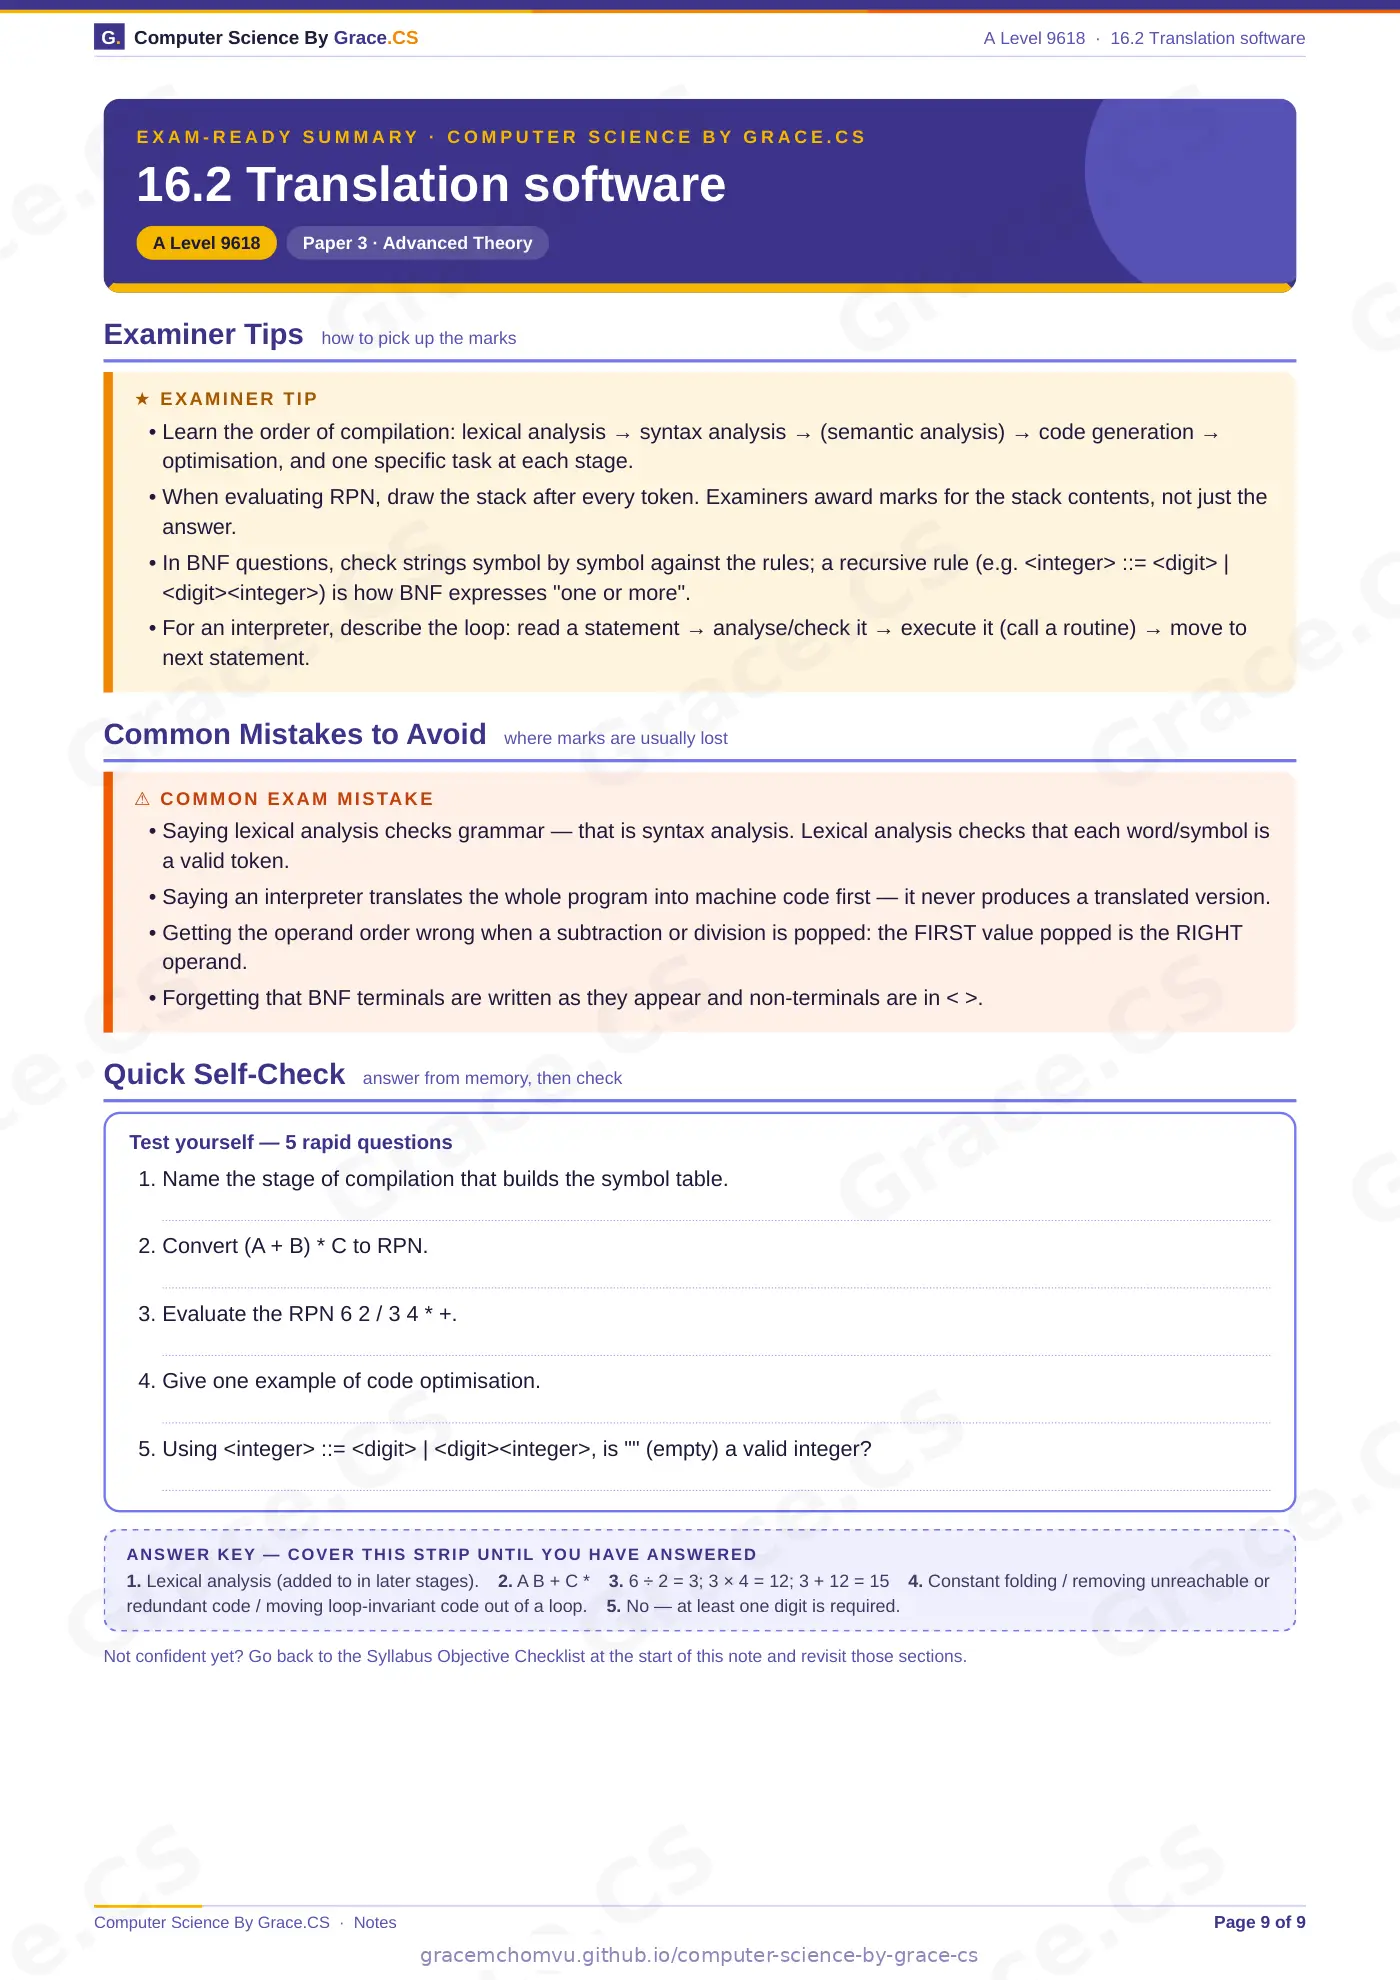 G. Computer Science By Grace.CS
A Level 9618 · 16.2 Translation software
EXAM-READY SUMMARY · COMPUTER SCIENCE BY GRACE.CS
16.2 Translation software
A Level 9618
Paper 3 · Advanced Theory
Examiner Tips how to pick up the marks
★ EXAMINER TIP
• Learn the order of compilation: lexical analysis → syntax analysis → (semantic analysis) → code generation →
optimisation, and one specific task at each stage.
• When evaluating RPN, draw the stack after every token. Examiners award marks for the stack contents, not just the
answer.
• In BNF questions, check strings symbol by symbol against the rules; a recursive rule (e.g. <integer> ::= <digit> |
<digit><integer>) is how BNF expresses "one or more".
• For an interpreter, describe the loop: read a statement → analyse/check it → execute it (call a routine) → move to
next statement.
Common Mistakes to Avoid where marks are usually lost
⚠ COMMON EXAM MISTAKE
• Saying lexical analysis checks grammar — that is syntax analysis. Lexical analysis checks that each word/symbol is
a valid token.
• Saying an interpreter translates the whole program into machine code first — it never produces a translated version.
• Getting the operand order wrong when a subtraction or division is popped: the FIRST value popped is the RIGHT
operand.
• Forgetting that BNF terminals are written as they appear and non-terminals are in < >.
Quick Self-Check answer from memory, then check
Test yourself — 5 rapid questions
1. Name the stage of compilation that builds the symbol table.
2. Convert (A + B) * C to RPN.
3. Evaluate the RPN 6 2 / 3 4 * +.
4. Give one example of code optimisation.
5. Using <integer> ::= <digit> | <digit><integer>, is "" (empty) a valid integer?
ANSWER KEY — COVER THIS STRIP UNTIL YOU HAVE ANSWERED
1. Lexical analysis (added to in later stages). 2. A B + C * 3. 6 ÷ 2 = 3; 3 × 4 = 12; 3 + 12 = 15 4. Constant folding / removing unreachable or
redundant code / moving loop-invariant code out of a loop. 5. No — at least one digit is required.
Not confident yet? Go back to the Syllabus Objective Checklist at the start of this note and revisit those sections.
Computer Science By Grace.CS · Notes
Page 9 of 9
gracemchomvu.github.io/computer-science-by-grace-cs